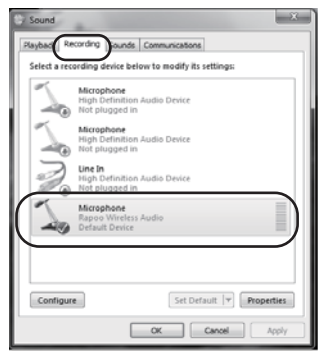 Sound
Playback Recording Sounds Communications
Select a recording device below to modify its settings:
Microphone
High Definition Audio Device
Not plugged in
Microphone
High Definition Audio Device
Not plugged in
Line In
High Definition Audio Device
Not plugged in
Microphone
Rapoo Wireless Audio
Default Device
Configure Set Default Properties
OK Cancel Apply